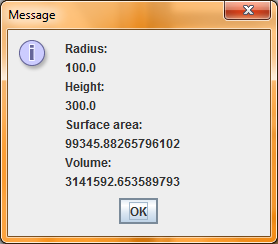 Message
Radius:
100.0
Height:
300.0
Surface area:
99345.88265796102
Volume:
3141592.653589793
OK